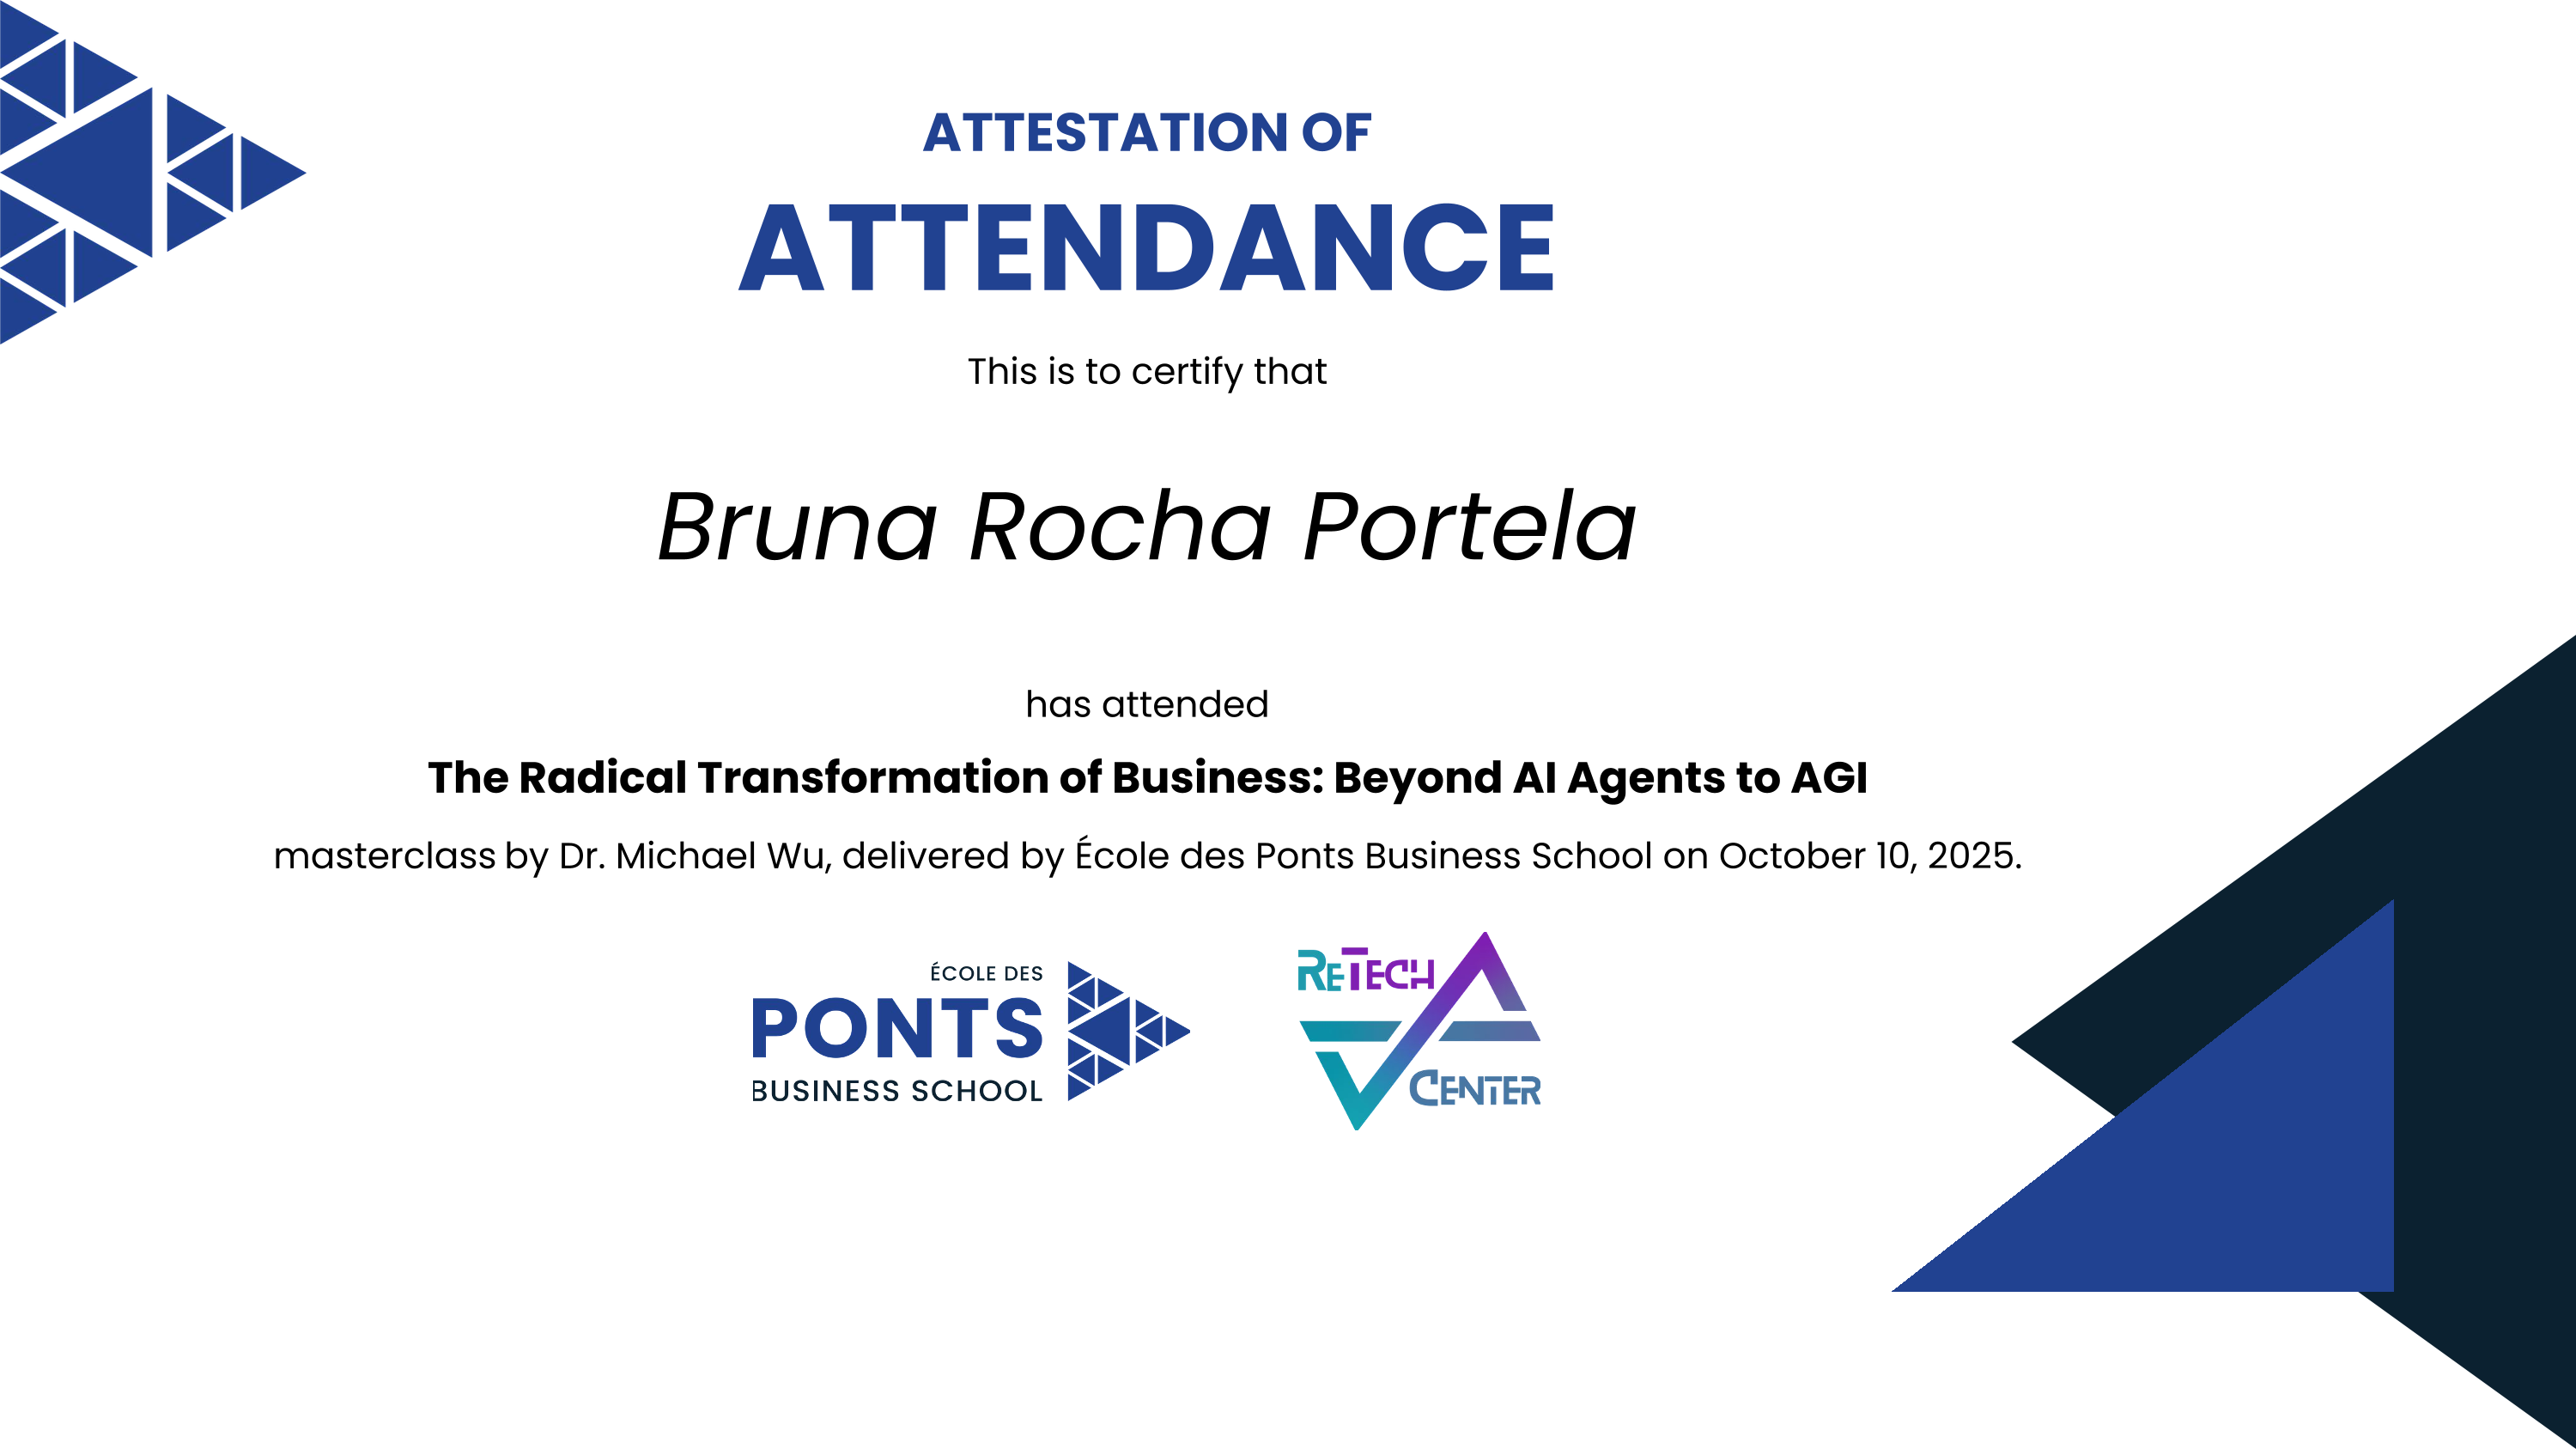 ATTESTATION OF
ATTENDANCE
This is to certify that
Bruna Rocha Portela
has attended
The Radical Transformation of Business: Beyond AI Agents to AGI
masterclass by Dr. Michael Wu, delivered by École des Ponts Business School on October 10, 2025.
ÉCOLE DES
PONTS
BUSINESS SCHOOL
RETECH
CENTER